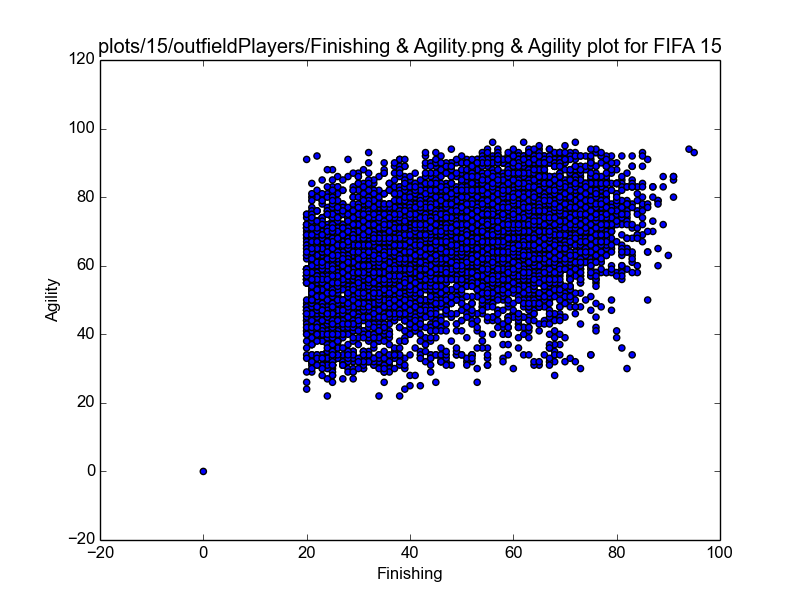 plots/15/outfieldPlayers/Finishing & Agility.png & Agility plot for FIFA 15
120
100
80
60
40
20
0
−20
Agility
−20 0 20 40 60 80 100
Finishing